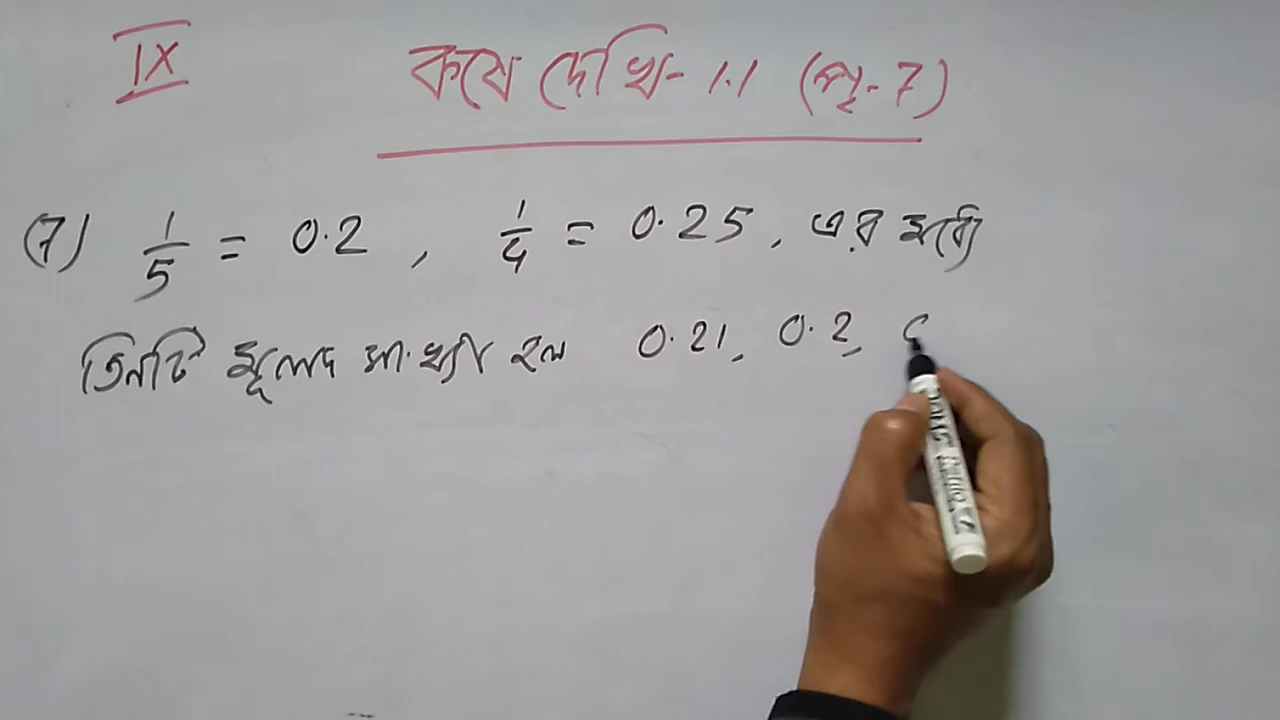 IX
কষে দেখি- 1.1 (পৃ-7)
(7) 1/5 = 0.2 , 1/4 = 0.25, এর মধ্যে
তিনটি মূলদ সংখ্যা হল 0.21, 0.2,